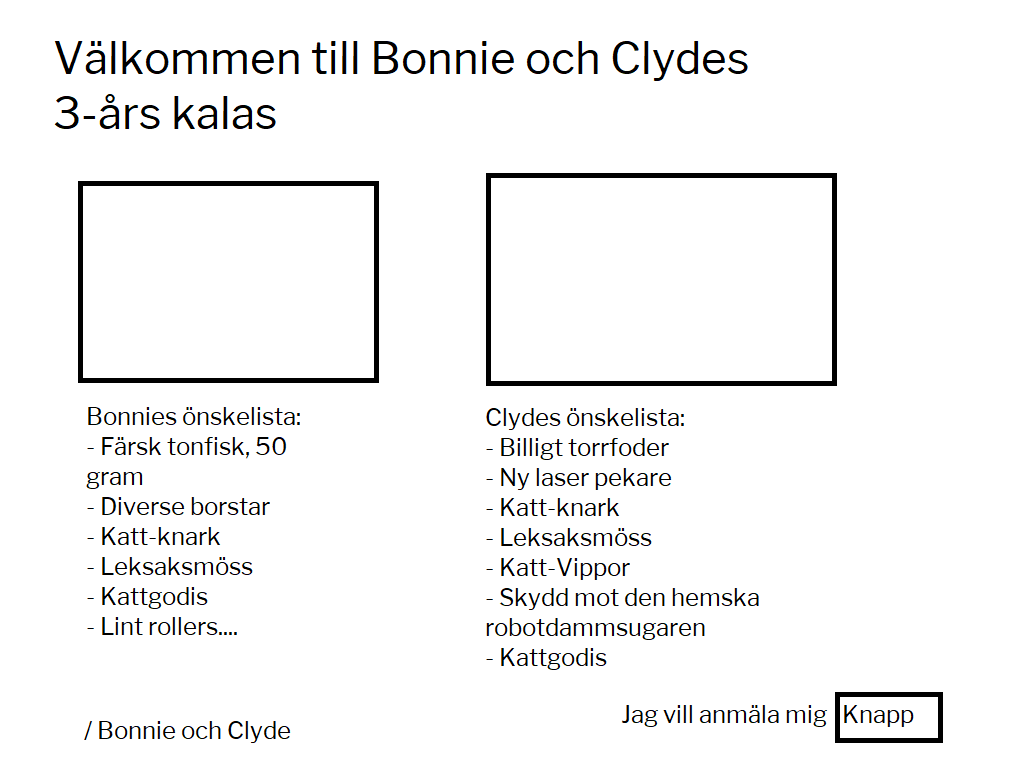 Välkommen till Bonnie och Clydes
3-års kalas
Bonnies önskelista:
- Färsk tonfisk, 50
gram
- Diverse borstar
- Katt-knark
- Leksaksmöss
- Kattgodis
- Lint rollers....
Clydes önskelista:
- Billigt torrfoder
- Ny laser pekare
- Katt-knark
- Leksaksmöss
- Katt-Vippor
- Skydd mot den hemska
robotdammsugaren
- Kattgodis
/ Bonnie och Clyde
Jag vill anmäla mig Knapp